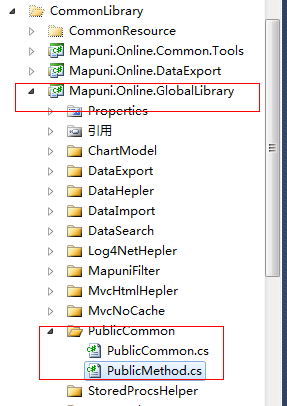 CommonLibrary
CommonResource
Mapuni.Online.Common.Tools
Mapuni.Online.DataExport
Mapuni.Online.GlobalLibrary
Properties
引用
ChartModel
DataExport
DataHepler
DataImport
DataSearch
Log4NetHepler
MapuniFilter
MvcHtmlHepler
MvcNoCache
PublicCommon
PublicCommon.cs
PublicMethod.cs
StoredProcsHelper